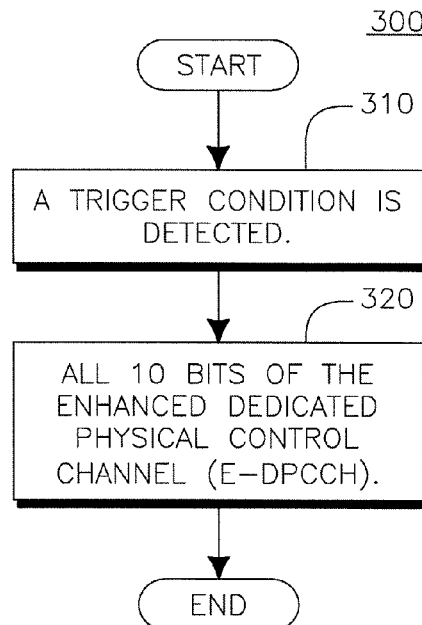 300
START
310
A TRIGGER CONDITION IS
DETECTED.
320
ALL 10 BITS OF THE
ENHANCED DEDICATED
PHYSICAL CONTROL
CHANNEL (E-DPCCH).
END